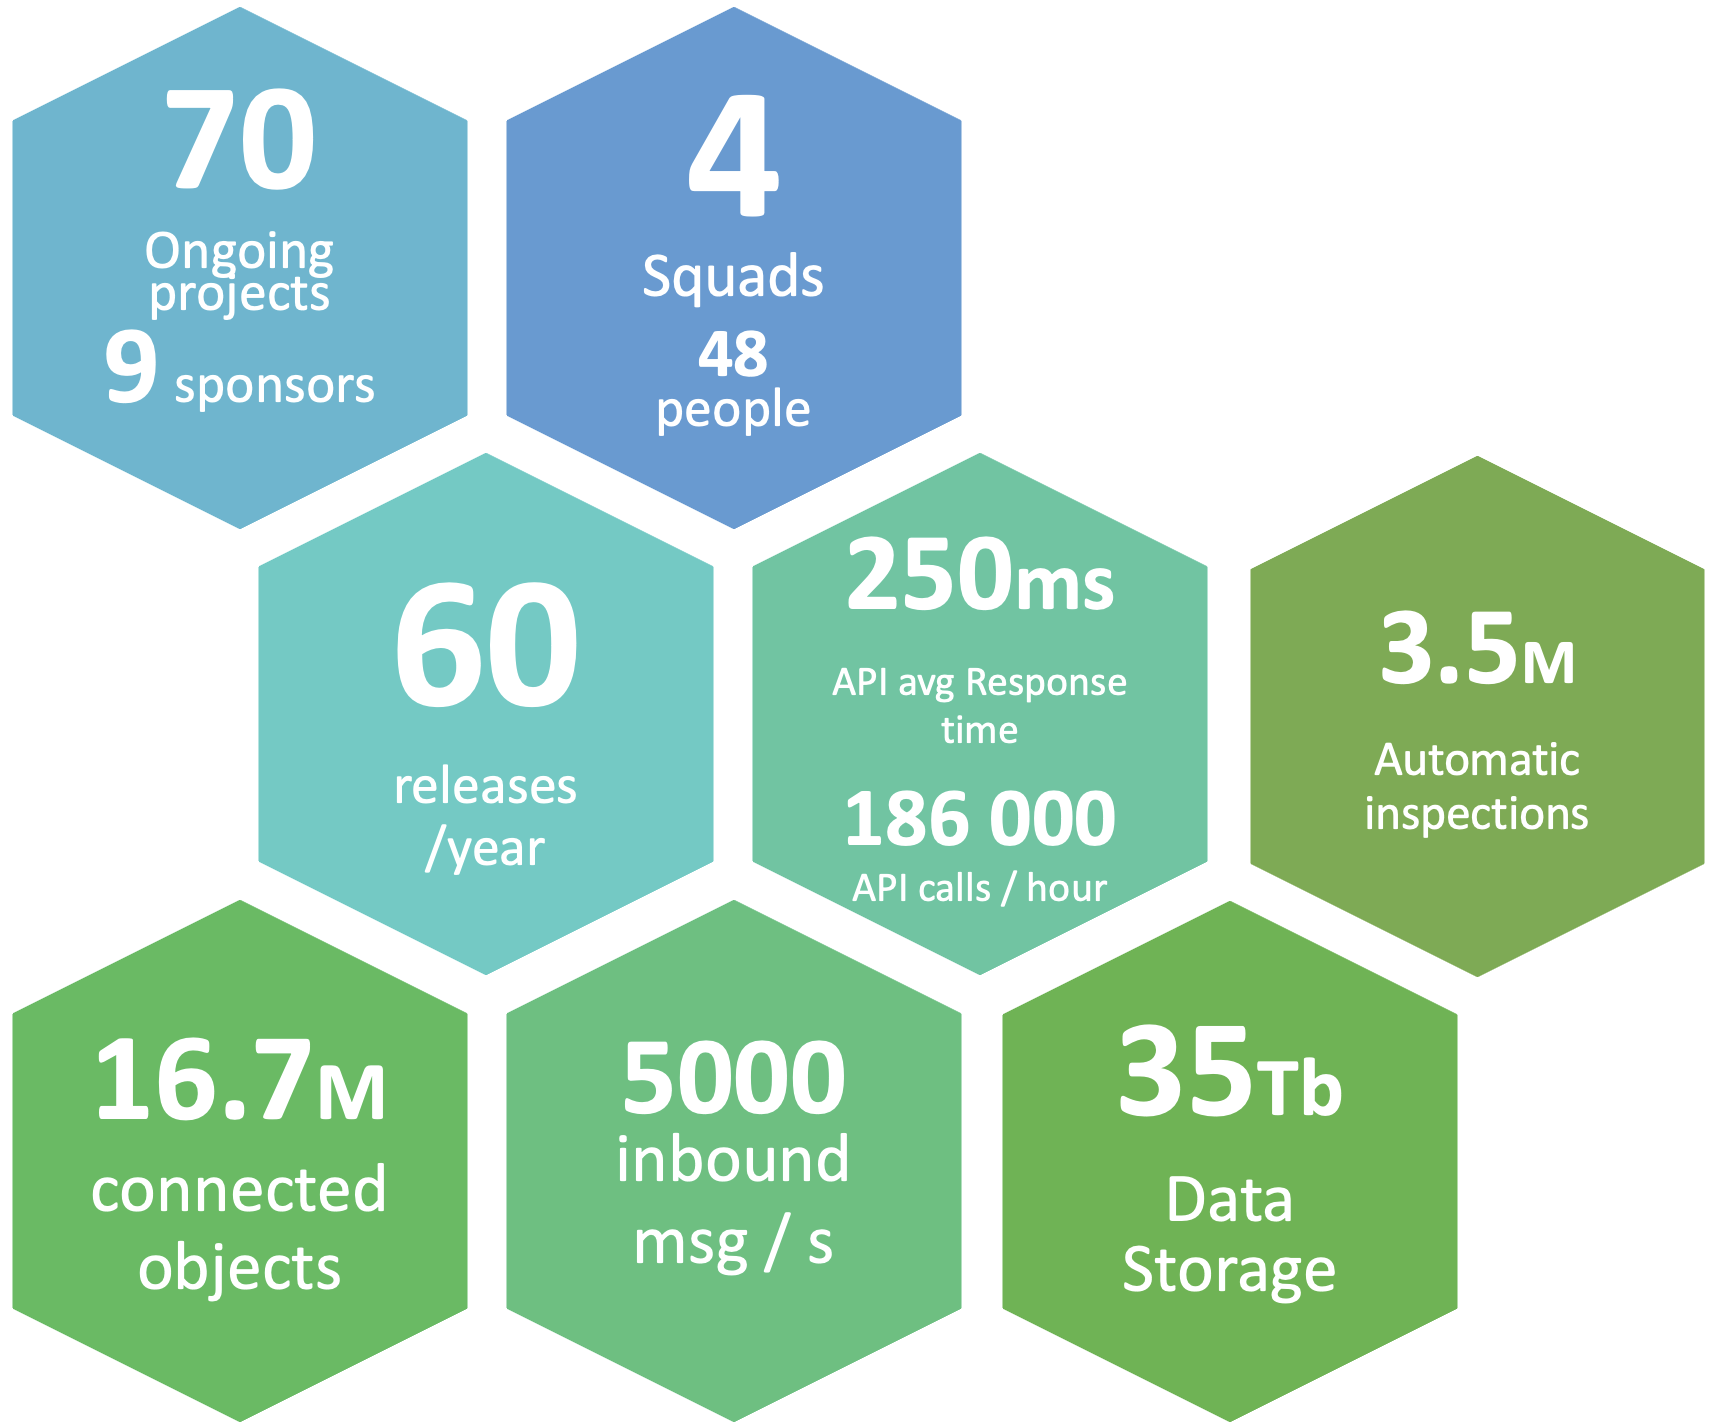 70
Ongoing
projects
9 sponsors
4
Squads
48
people
60
releases
/year
250ms
API avg Response
time
186 000
API calls / hour
3.5M
Automatic
inspections
16.7M
connected
objects
5000
inbound
msg / s
35Tb
Data
Storage